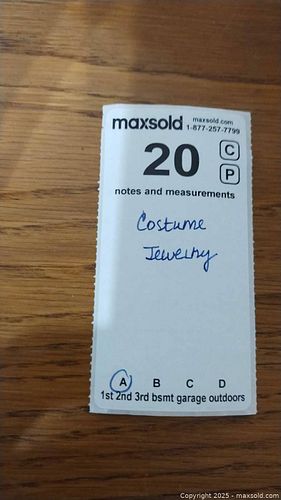 maxsold maxsold.com
1-877-257-7799
20 C
P
notes and measurements
Costume
Jewelry
A B C D
1st 2nd 3rd bsmt garage outdoors
Copyright © 2025 - maxsold.com